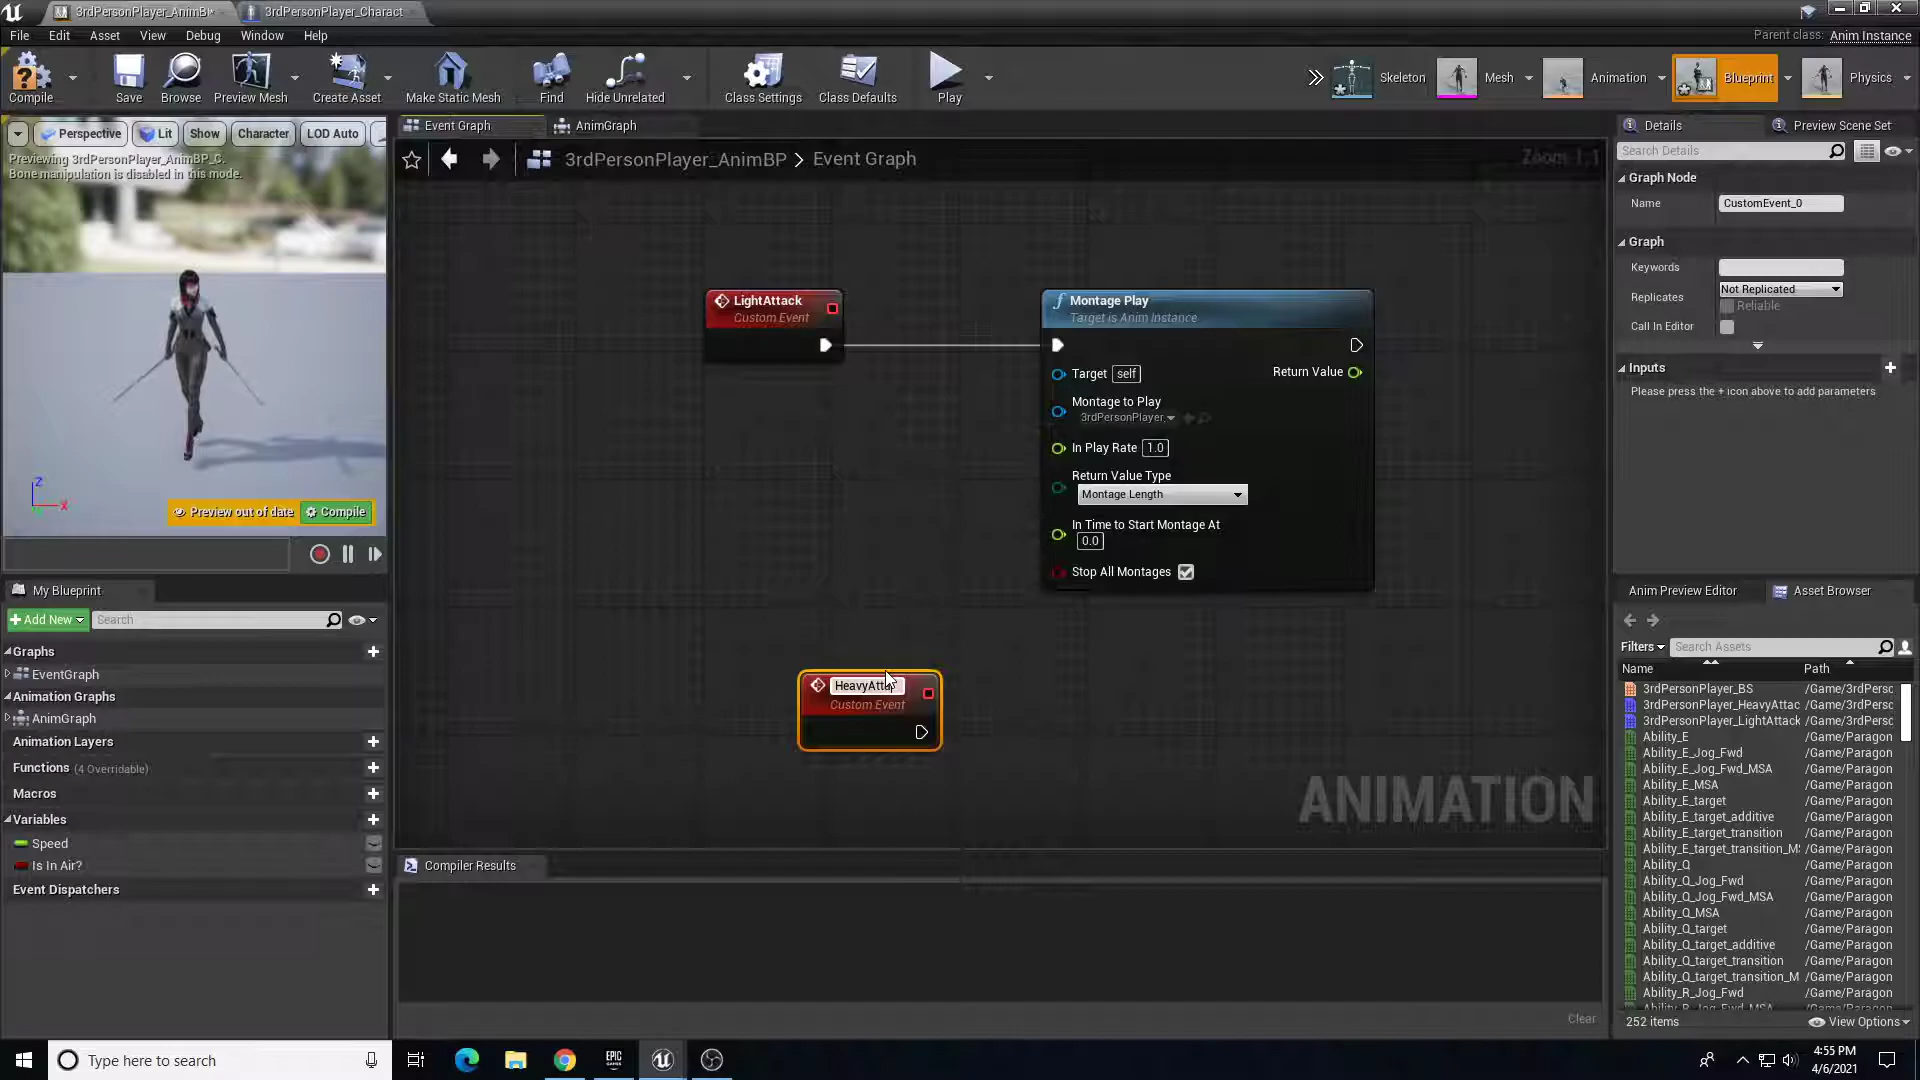 3rdPersonPlayer_AnimBP*
3rdPersonPlayer_Charact
File Edit Asset View Debug Window Help
Parent class: Anim Instance
Compile
Save
Browse
Preview Mesh
Create Asset
Make Static Mesh
Find
Hide Unrelated
Class Settings
Class Defaults
Play
Skeleton
Mesh
Animation
Blueprint
Physics
Perspective
Lit
Show
Character
LOD Auto
Previewing 3rdPersonPlayer_AnimBP_C.
Bone manipulation is disabled in this mode.
Z
X
Preview out of date
Compile
Event Graph
AnimGraph
3rdPersonPlayer_AnimBP > Event Graph
Zoom 1:1
LightAttack
Custom Event
Montage Play
Target is Anim Instance
Target self
Return Value
Montage to Play
3rdPersonPlayer_
In Play Rate 1.0
Return Value Type
Montage Length
In Time to Start Montage At
0.0
Stop All Montages
HeavyAtta
Custom Event
ANIMATION
Compiler Results
Clear
My Blueprint
Add New
Search
Graphs
EventGraph
Animation Graphs
AnimGraph
Animation Layers
Functions (4 Overridable)
Macros
Variables
Speed
Is In Air?
Event Dispatchers
Details
Preview Scene Set
Search Details
Graph Node
Name CustomEvent_0
Graph
Keywords
Replicates Not Replicated
Reliable
Call In Editor
Inputs
Please press the + icon above to add parameters
Anim Preview Editor
Asset Browser
Filters
Search Assets
Name Path
3rdPersonPlayer_BS /Game/3rdPersc
3rdPersonPlayer_HeavyAttac /Game/3rdPersc
3rdPersonPlayer_LightAttack /Game/3rdPersc
Ability_E /Game/Paragon
Ability_E_Jog_Fwd /Game/Paragon
Ability_E_Jog_Fwd_MSA /Game/Paragon
Ability_E_MSA /Game/Paragon
Ability_E_target /Game/Paragon
Ability_E_target_additive /Game/Paragon
Ability_E_target_transition /Game/Paragon
Ability_E_target_transition_M /Game/Paragon
Ability_Q /Game/Paragon
Ability_Q_Jog_Fwd /Game/Paragon
Ability_Q_Jog_Fwd_MSA /Game/Paragon
Ability_Q_MSA /Game/Paragon
Ability_Q_target /Game/Paragon
Ability_Q_target_additive /Game/Paragon
Ability_Q_target_transition /Game/Paragon
Ability_Q_target_transition_M /Game/Paragon
Ability_R_Jog_Fwd /Game/Paragon
Ability_R_Jog_Fwd_MSA /Game/Paragon
252 items
View Options
Type here to search
EPIC GAMES
4:55 PM
4/6/2021